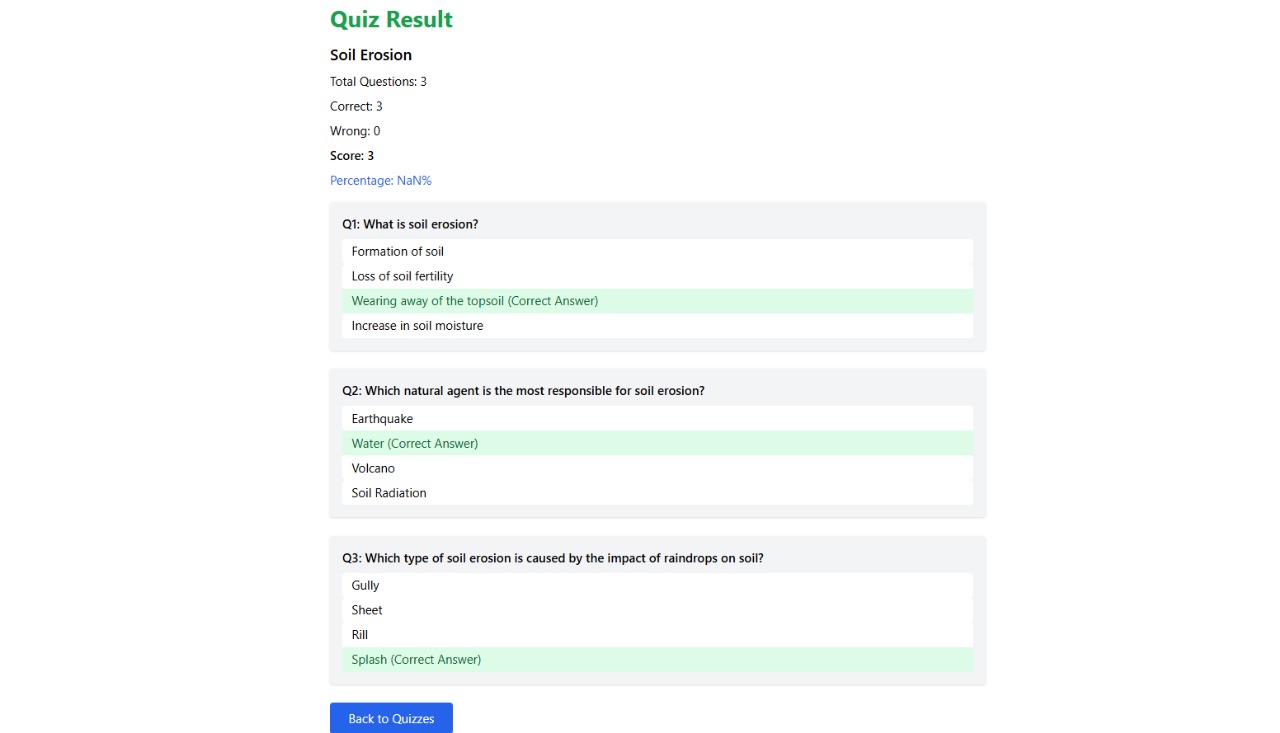 Quiz Result
Soil Erosion
Total Questions: 3
Correct: 3
Wrong: 0
Score: 3
Percentage: NaN%
Q1: What is soil erosion?
Formation of soil
Loss of soil fertility
Wearing away of the topsoil (Correct Answer)
Increase in soil moisture
Q2: Which natural agent is the most responsible for soil erosion?
Earthquake
Water (Correct Answer)
Volcano
Soil Radiation
Q3: Which type of soil erosion is caused by the impact of raindrops on soil?
Gully
Sheet
Rill
Splash (Correct Answer)
Back to Quizzes